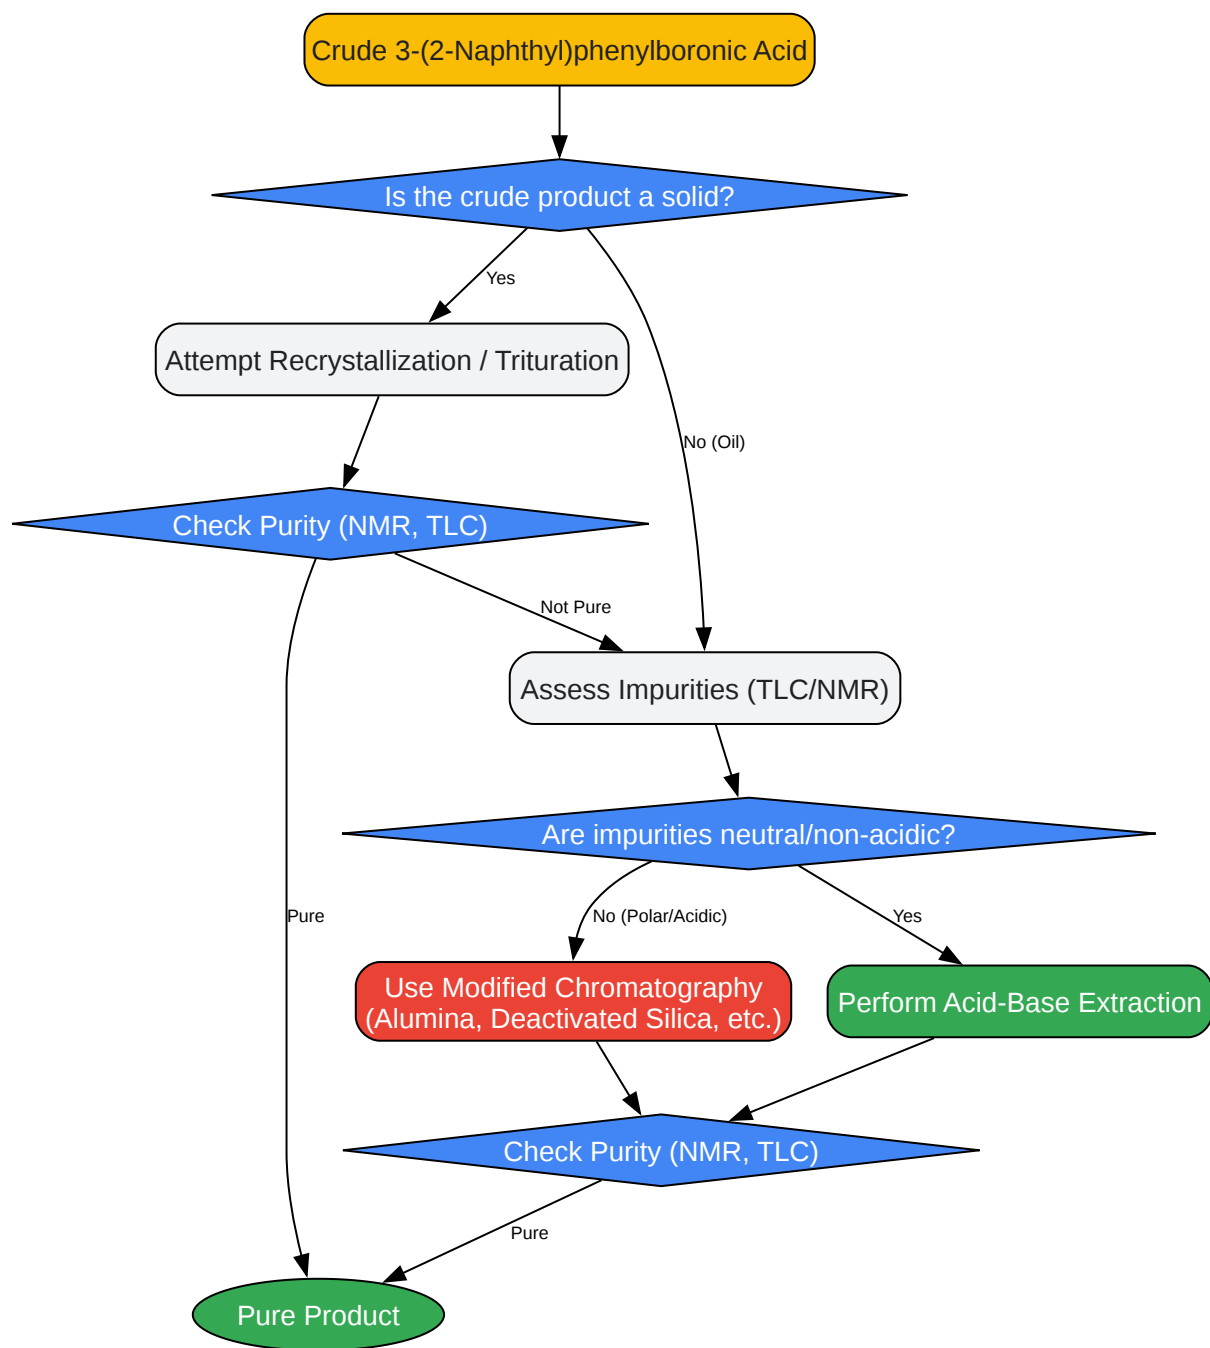 Crude 3-(2-Naphthyl)phenylboronic Acid
Is the crude product a solid?
Yes
Attempt Recrystallization / Trituration
No (Oil)
Check Purity (NMR, TLC)
Not Pure
Assess Impurities (TLC/NMR)
Are impurities neutral/non-acidic?
Pure
No (Polar/Acidic)
Yes
Use Modified Chromatography
(Alumina, Deactivated Silica, etc.)
Perform Acid-Base Extraction
Check Purity (NMR, TLC)
Pure
Pure Product